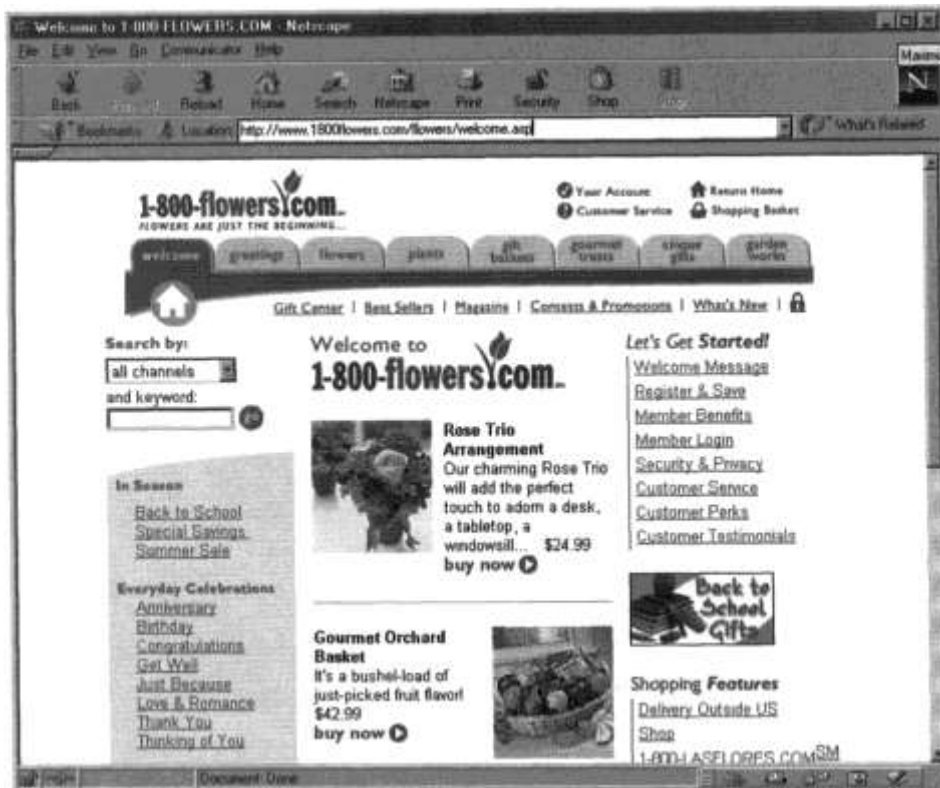 Welcome to 1-800-FLOWERS.COM - Netscape
File Edit View Go Communicator Help
Back Reload Home Search Netscape Print Security Shop
Bookmarks Location: http://www.1800flowers.com/flowers/welcome.asp What's Related
1-800-flowers.com
FLOWERS ARE JUST THE BEGINNING...
Your Account Return Home
Customer Service Shopping Basket
welcome greetings flowers plants gift baskets gourmet treats unique gifts garden works
Gift Center | Best Sellers | Magazine | Contests & Promotions | What's New |
Search by:
all channels
and keyword:
In Season
Back to School
Special Savings
Summer Sale
Everyday Celebrations
Anniversary
Birthday
Congratulations
Get Well
Just Because
Love & Romance
Thank You
Thinking of You
Welcome to
1-800-flowers.com
Rose Trio
Arrangement
Our charming Rose Trio
will add the perfect
touch to adorn a desk,
a tabletop, a
windowsill... $24.99
buy now
Gourmet Orchard
Basket
It's a bushel-load of
just-picked fruit flavor!
$42.99
buy now
Let's Get Started!
Welcome Message
Register & Save
Member Benefits
Member Login
Security & Privacy
Customer Service
Customer Perks
Customer Testimonials
Back to
School
Gifts
Shopping Features
Delivery Outside US
Shop
1-800-LASFLORES.COM SM
Document: Done